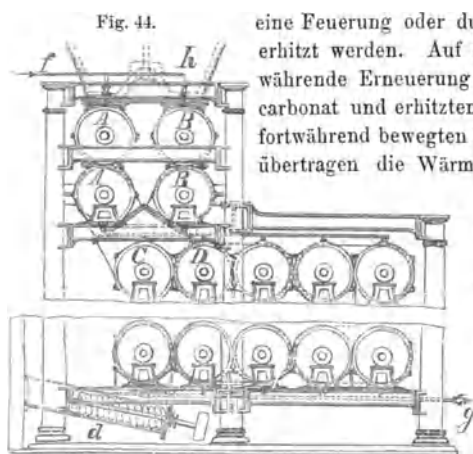 Fig. 44.
eine Feuerung oder du
erhitzt werden. Auf
währende Erneuerung
carbonat und erhitzten
fortwährend bewegten
übertragen die Wärm
f
h
A B
A B
C D
d
g